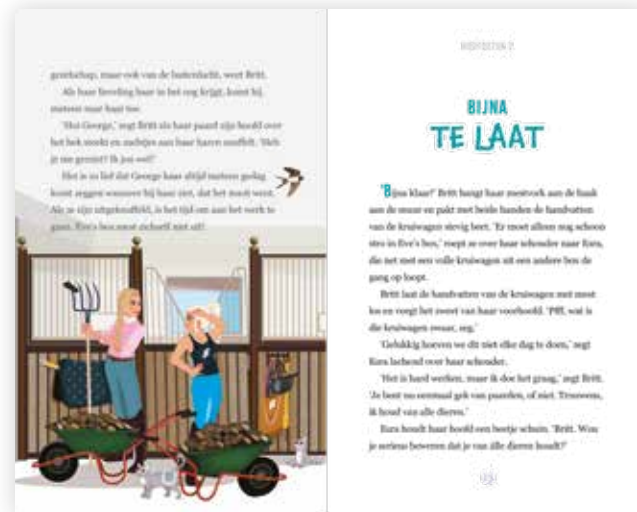 gezelschap, maar ook van de buitenlucht, weet Britt.
Als haar lieveling haar in het oog krijgt, komt hij
meteen naar haar toe.
'Hoi George,' zegt Britt als haar paard zijn hoofd over
het hek steekt en zachtjes aan haar haren snuffelt. 'Heb
je me gemist? Ik jou wel!'
Het is zo lief dat George haar altijd meteen gedag
komt zeggen wanneer hij haar ziet, dat het nooit went.
Als ze zijn uitgeknuffeld, is het tijd om aan het werk te
gaan. Eve's box mest zichzelf niet uit!
HOOFDSTUK 2
BIJNA
TE LAAT
'Bijna klaar!' Britt hangt haar mestvork aan de haak
aan de muur en pakt met beide handen de handvatten
van de kruiwagen stevig beet. 'Er moet alleen nog schoon
stro in Eve's box,' roept ze over haar schouder naar Esra,
die net met een volle kruiwagen uit een andere box de
gang op loopt.
Britt laat de handvatten van de kruiwagen met mest
los en veegt het zweet van haar voorhoofd. 'Pfff, wat is
die kruiwagen zwaar, zeg.'
'Gelukkig hoeven we dit niet elke dag te doen,' zegt
Esra lachend over haar schouder.
'Het is hard werken, maar ik doe het graag,' zegt Britt.
'Je bent nu eenmaal gek van paarden, of niet. Trouwens,
ik houd van alle dieren.'
Esra houdt haar hoofd een beetje schuin. 'Britt. Wou
je serieus beweren dat je van álle dieren houdt?'